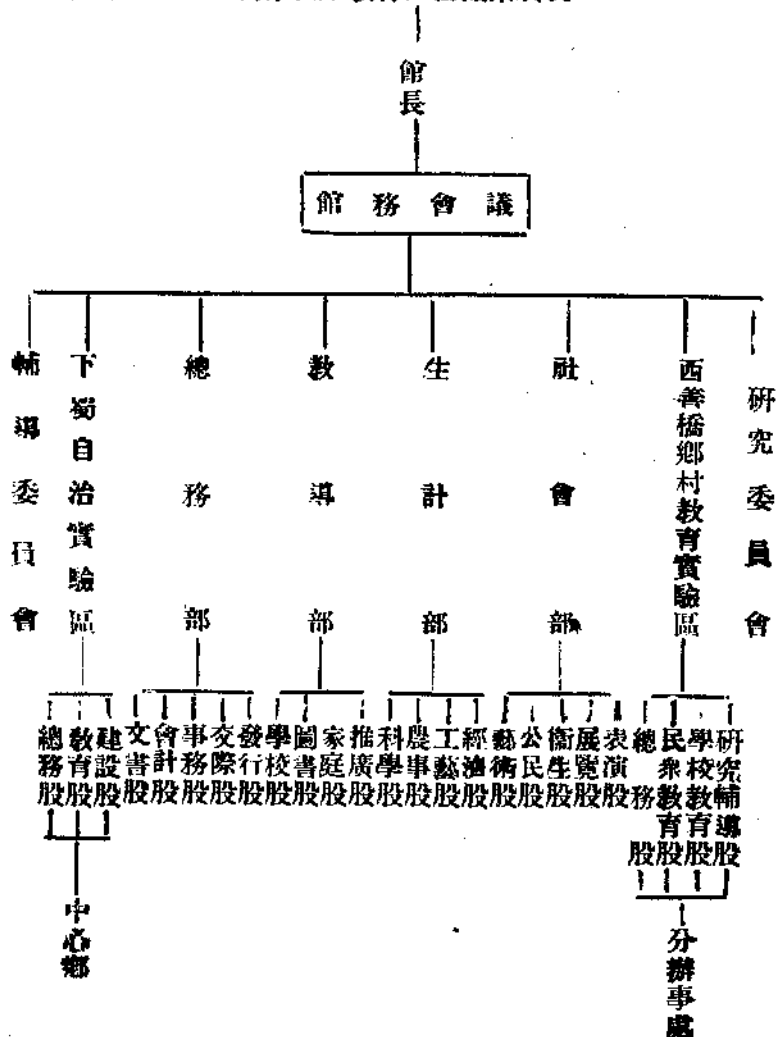 館長
館務會議
研究委員會
西善橋鄉村教育實驗區
社會部
生計部
教導部
總務部
下蜀自治實驗區
輔導委員會
研究輔導股
學校教育股
民衆教育股
總務股
表演股
展覽股
衞生股
公民股
藝術股
經濟股
工藝股
農事股
科學股
推廣股
家庭股
圖書股
學校股
發行股
交際股
事務股
會計股
文書股
建設股
教育股
總務股
分辦事處
中心鄉